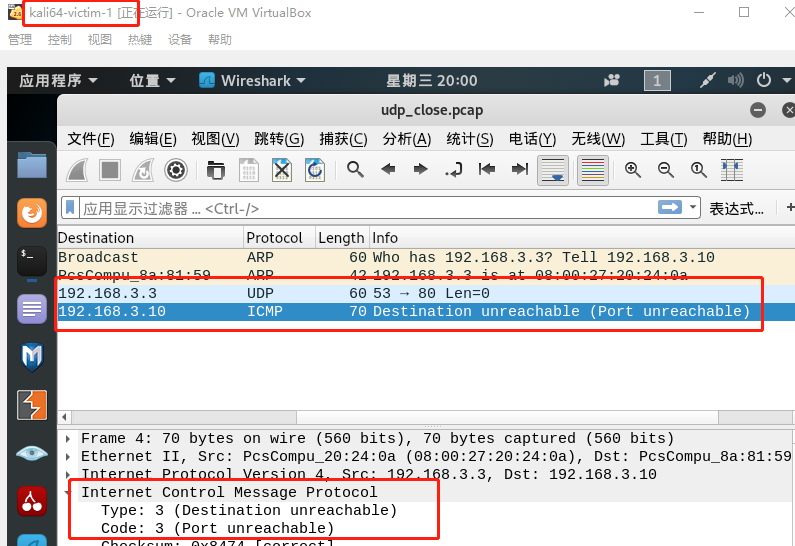 kali64-victim-1 [正在运行] - Oracle VM VirtualBox
管理 控制 视图 热键 设备 帮助
应用程序 位置 Wireshark 星期三 20:00 1
udp_close.pcap
文件(F) 编辑(E) 视图(V) 跳转(G) 捕获(C) 分析(A) 统计(S) 电话(Y) 无线(W) 工具(T) 帮助(H)
应用显示过滤器 … <Ctrl-/> 表达式… +
Destination Protocol Length Info
Broadcast ARP 60 Who has 192.168.3.3? Tell 192.168.3.10
PcsCompu_8a:81:59 ARP 42 192.168.3.3 is at 08:00:27:20:24:0a
192.168.3.3 UDP 60 53 → 80 Len=0
192.168.3.10 ICMP 70 Destination unreachable (Port unreachable)
Frame 4: 70 bytes on wire (560 bits), 70 bytes captured (560 bits)
Ethernet II, Src: PcsCompu_20:24:0a (08:00:27:20:24:0a), Dst: PcsCompu_8a:81:59
Internet Protocol Version 4, Src: 192.168.3.3, Dst: 192.168.3.10
Internet Control Message Protocol
Type: 3 (Destination unreachable)
Code: 3 (Port unreachable)
Checksum: 0x8474 [correct]